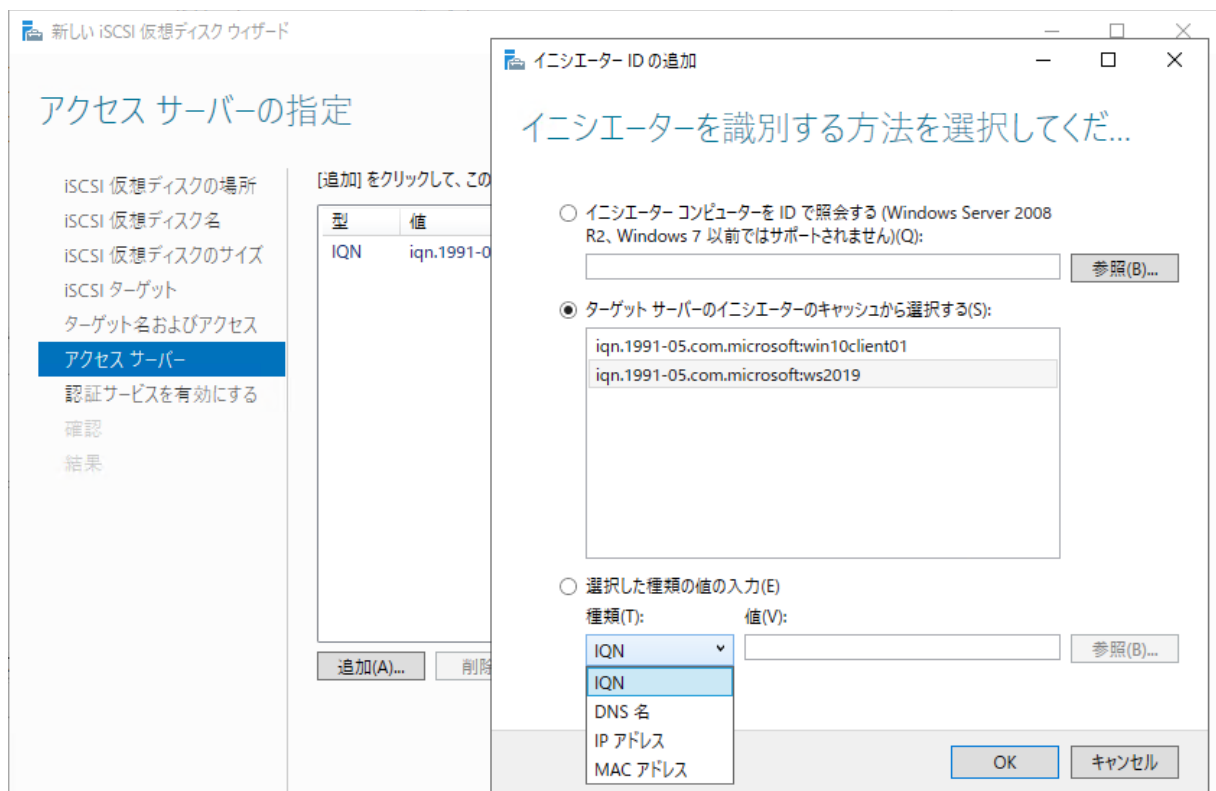 新しい iSCSI 仮想ディスク ウィザード
アクセス サーバーの指定
iSCSI 仮想ディスクの場所
iSCSI 仮想ディスク名
iSCSI 仮想ディスクのサイズ
iSCSI ターゲット
ターゲット名およびアクセス
アクセス サーバー
認証サービスを有効にする
確認
結果
[追加] をクリックして、この
型 値
IQN iqn.1991-0
追加(A)... 削除
イニシエーター ID の追加
イニシエーターを識別する方法を選択してくだ...
イニシエーター コンピューターを ID で照会する (Windows Server 2008
R2、Windows 7 以前ではサポートされません)(Q):
参照(B)...
ターゲット サーバーのイニシエーターのキャッシュから選択する(S):
iqn.1991-05.com.microsoft:win10client01
iqn.1991-05.com.microsoft:ws2019
選択した種類の値の入力(E)
種類(T): 値(V):
IQN 参照(B)...
IQN
DNS 名
IP アドレス
MAC アドレス
OK キャンセル